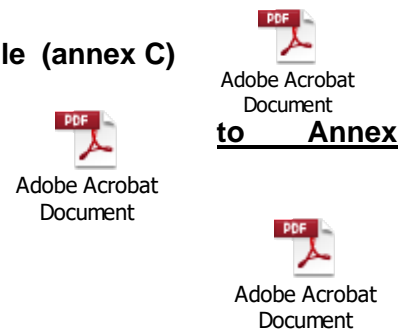 PDF
le (annex C)
Adobe Acrobat
Document
PDF
to Annex
Adobe Acrobat
Document
PDF
Adobe Acrobat
Document